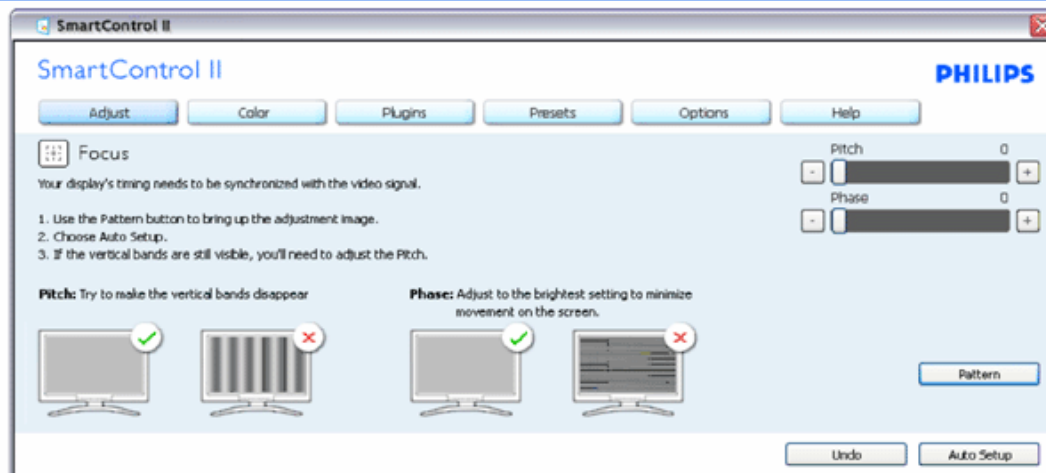 SmartControl II
SmartControl II
PHILIPS
Adjust Color Plugins Presets Options Help
Focus
Your display's timing needs to be synchronized with the video signal.
1. Use the Pattern button to bring up the adjustment image.
2. Choose Auto Setup.
3. If the vertical bands are still visible, you'll need to adjust the Pitch.
Pitch 0
- +
Phase 0
- +
Pitch: Try to make the vertical bands disappear
Phase: Adjust to the brightest setting to minimize
movement on the screen.
Pattern
Undo Auto Setup